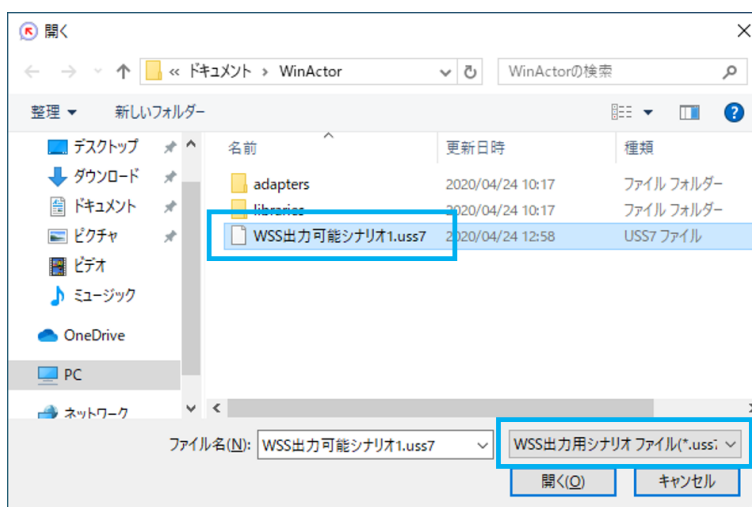 開く
« ドキュメント › WinActor
WinActorの検索
整理 新しいフォルダー
名前 更新日時 種類
デスクトップ
ダウンロード
ドキュメント
ピクチャ
ビデオ
ミュージック
OneDrive
PC
ネットワーク
adapters 2020/04/24 10:17 ファイル フォルダー
libraries 2020/04/24 10:17 ファイル フォルダー
WSS出力可能シナリオ1.uss7 2020/04/24 12:58 USS7 ファイル
ファイル名(N): WSS出力可能シナリオ1.uss7
WSS出力用シナリオ ファイル(*.uss7
開く(O) キャンセル